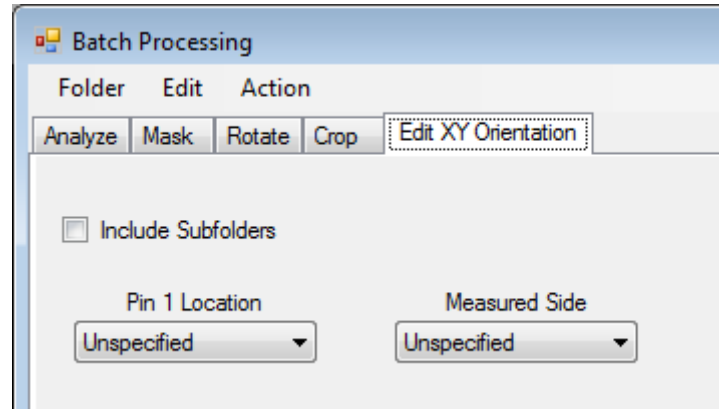 Batch Processing
Folder Edit Action
Analyze Mask Rotate Crop Edit XY Orientation
Include Subfolders
Pin 1 Location Measured Side
Unspecified Unspecified